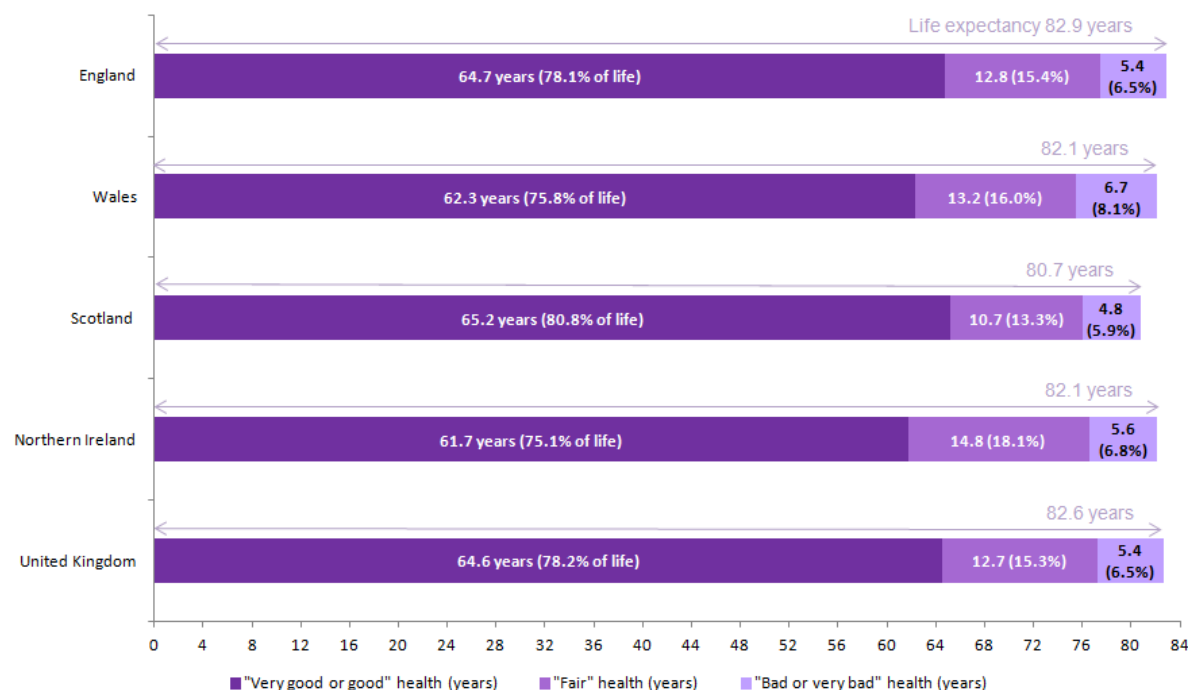 Life expectancy 82.9 years
England
64.7 years (78.1% of life)
12.8 (15.4%)
5.4
(6.5%)
82.1 years
Wales
62.3 years (75.8% of life)
13.2 (16.0%)
6.7
(8.1%)
80.7 years
Scotland
65.2 years (80.8% of life)
10.7 (13.3%)
4.8
(5.9%)
82.1 years
Northern Ireland
61.7 years (75.1% of life)
14.8 (18.1%)
5.6
(6.8%)
82.6 years
United Kingdom
64.6 years (78.2% of life)
12.7 (15.3%)
5.4
(6.5%)
0 4 8 12 16 20 24 28 32 36 40 44 48 52 56 60 64 68 72 76 80 84
"Very good or good" health (years) "Fair" health (years) "Bad or very bad" health (years)